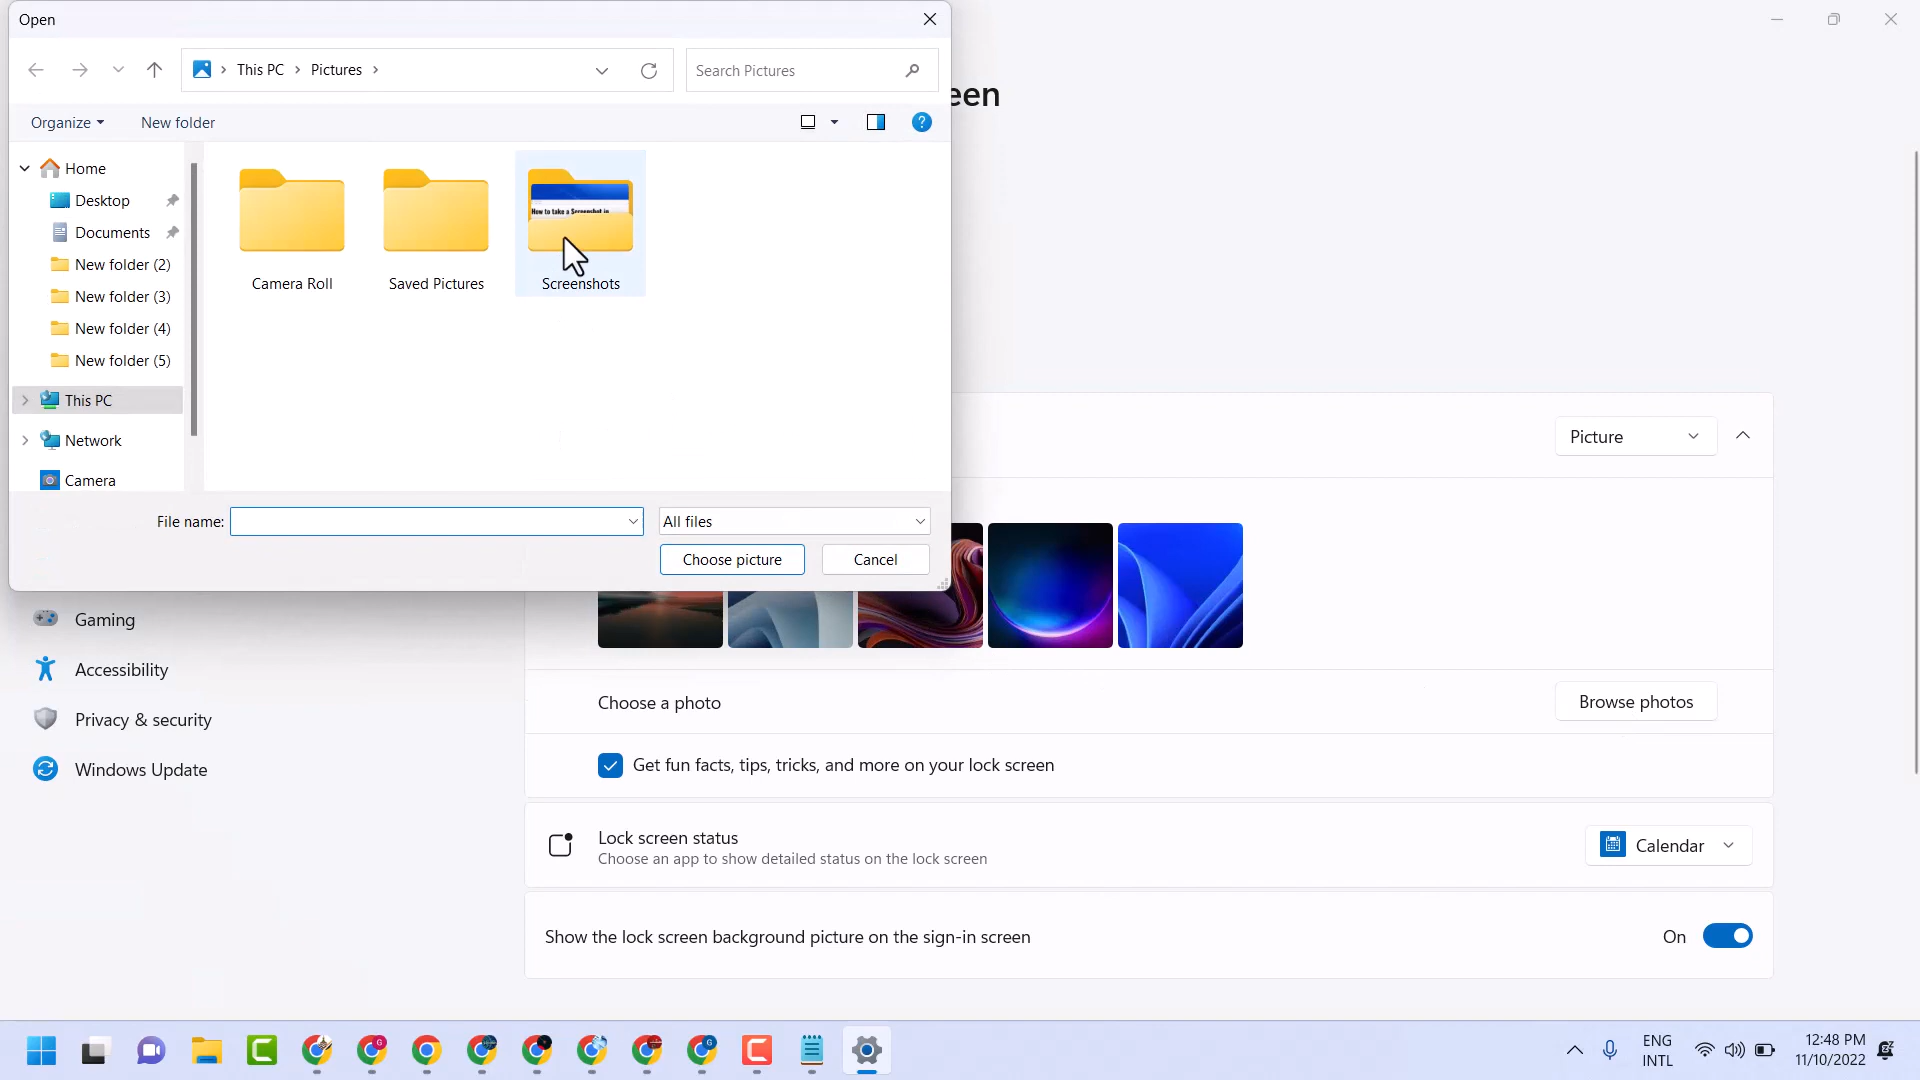 Open
This PC
Pictures
Search Pictures
een
Organize
New folder
Home
Desktop
Documents
New folder (2)
New folder (3)
New folder (4)
New folder (5)
This PC
Network
Camera
How to take a Screenshot in
Camera Roll
Saved Pictures
Screenshots
File name:
All files
Choose picture
Cancel
Picture
Gaming
Accessibility
Privacy & security
Windows Update
Choose a photo
Browse photos
Get fun facts, tips, tricks, and more on your lock screen
Lock screen status
Choose an app to show detailed status on the lock screen
Calendar
Show the lock screen background picture on the sign-in screen
On
ENG
INTL
12:48 PM
11/10/2022